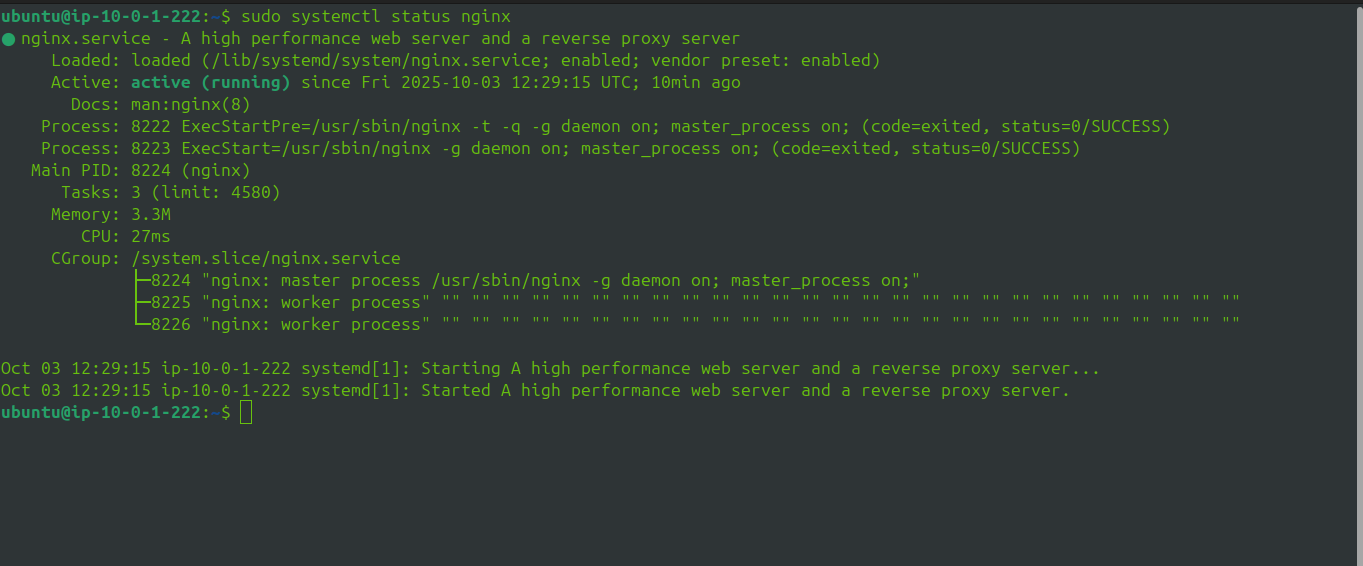 ubuntu@ip-10-0-1-222:~$ sudo systemctl status nginx
● nginx.service - A high performance web server and a reverse proxy server
     Loaded: loaded (/lib/systemd/system/nginx.service; enabled; vendor preset: enabled)
     Active: active (running) since Fri 2025-10-03 12:29:15 UTC; 10min ago
       Docs: man:nginx(8)
    Process: 8222 ExecStartPre=/usr/sbin/nginx -t -q -g daemon on; master_process on; (code=exited, status=0/SUCCESS)
    Process: 8223 ExecStart=/usr/sbin/nginx -g daemon on; master_process on; (code=exited, status=0/SUCCESS)
   Main PID: 8224 (nginx)
      Tasks: 3 (limit: 4580)
     Memory: 3.3M
        CPU: 27ms
     CGroup: /system.slice/nginx.service
             ├─8224 "nginx: master process /usr/sbin/nginx -g daemon on; master_process on;"
             ├─8225 "nginx: worker process" "" "" "" "" "" "" "" "" "" "" "" "" "" "" "" "" "" "" "" "" "" "" "" "" "" "" ""
             └─8226 "nginx: worker process" "" "" "" "" "" "" "" "" "" "" "" "" "" "" "" "" "" "" "" "" "" "" "" "" "" "" ""
Oct 03 12:29:15 ip-10-0-1-222 systemd[1]: Starting A high performance web server and a reverse proxy server...
Oct 03 12:29:15 ip-10-0-1-222 systemd[1]: Started A high performance web server and a reverse proxy server.
ubuntu@ip-10-0-1-222:~$